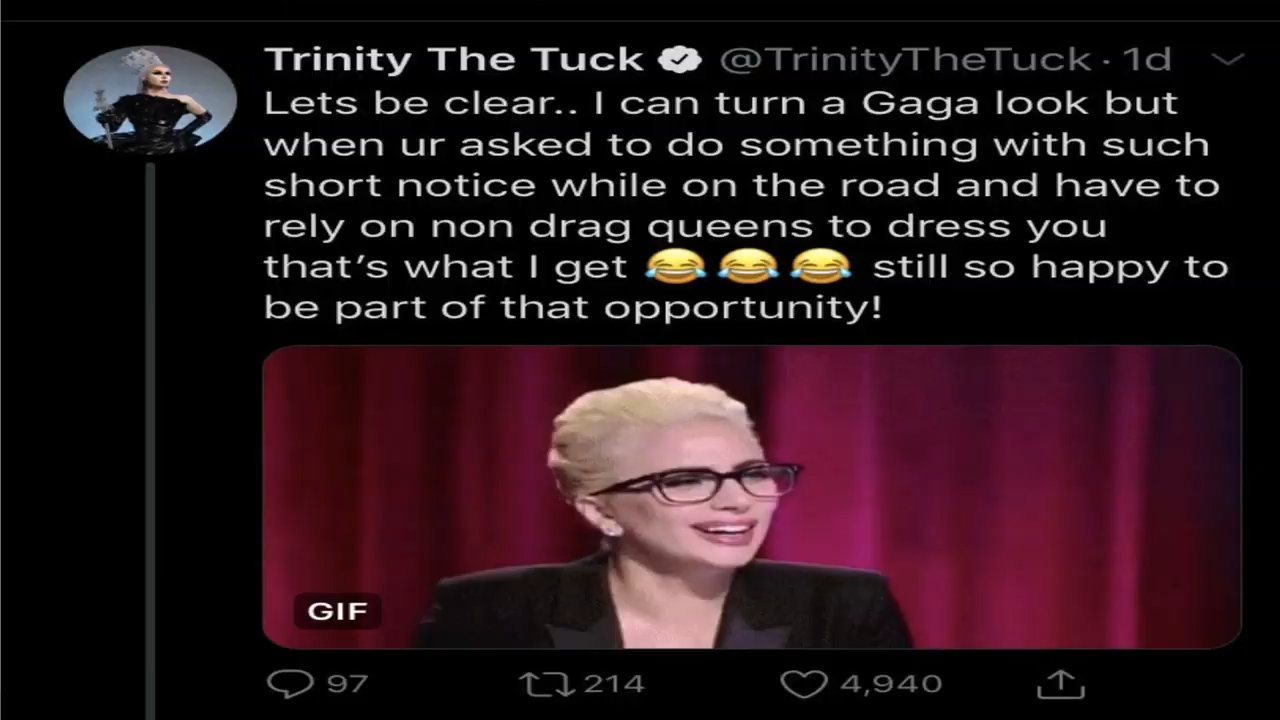 Trinity The Tuck @TrinityTheTuck · 1d
Lets be clear.. I can turn a Gaga look but
when ur asked to do something with such
short notice while on the road and have to
rely on non drag queens to dress you
that’s what I get 😂😂😂 still so happy to
be part of that opportunity!
GIF
97 214 4,940